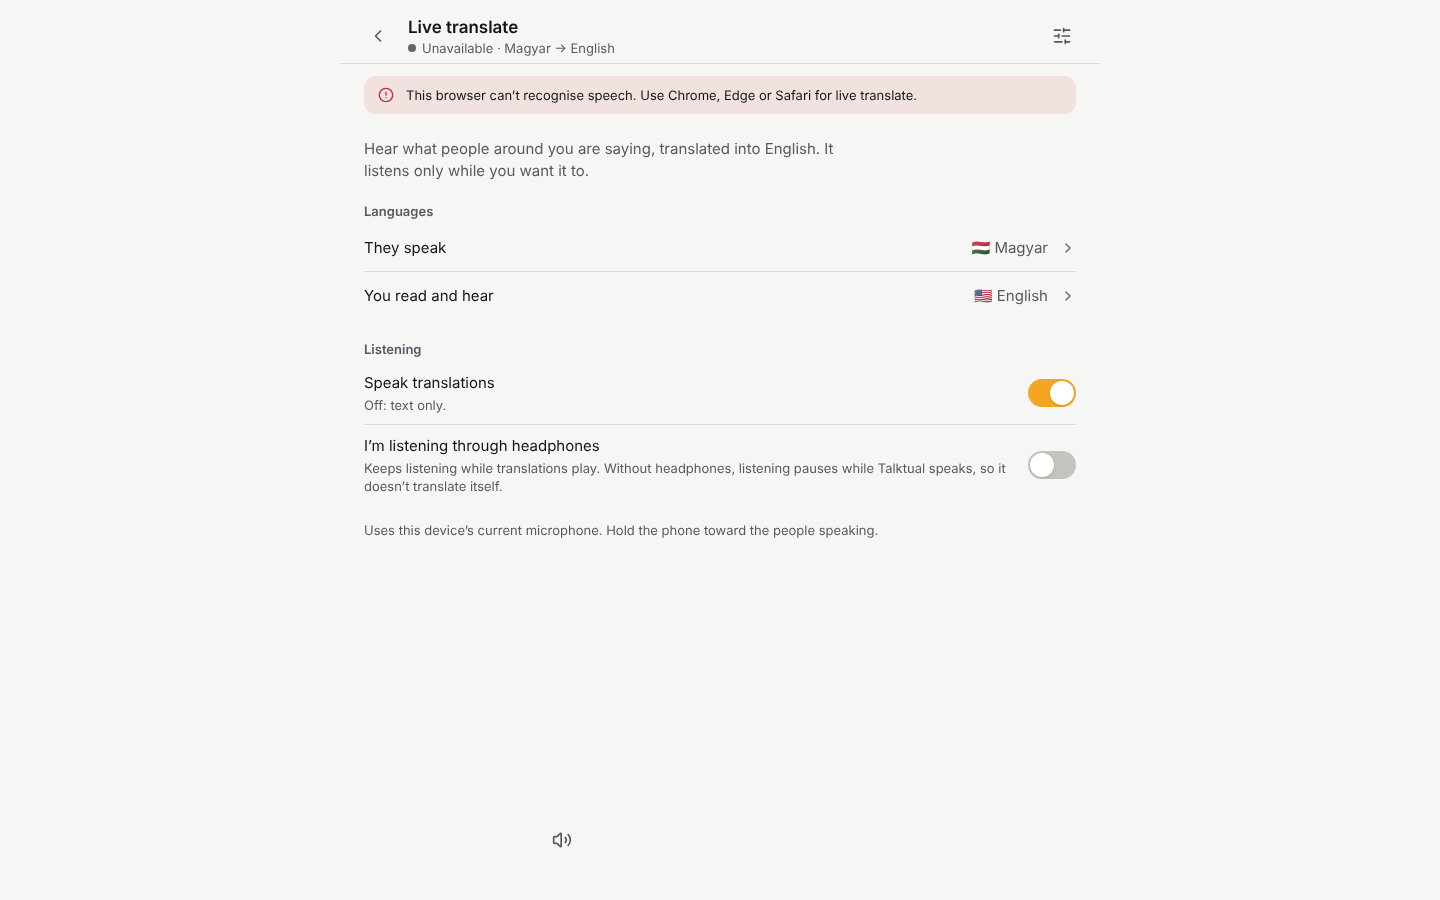 Live translate
Unavailable · Magyar → English
This browser can’t recognise speech. Use Chrome, Edge or Safari for live translate.
Hear what people around you are saying, translated into English. It
listens only while you want it to.
Languages
They speak
🇭🇺 Magyar
You read and hear
🇺🇸 English
Listening
Speak translations
Off: text only.
I’m listening through headphones
Keeps listening while translations play. Without headphones, listening pauses while Talktual speaks, so it
doesn’t translate itself.
Uses this device’s current microphone. Hold the phone toward the people speaking.